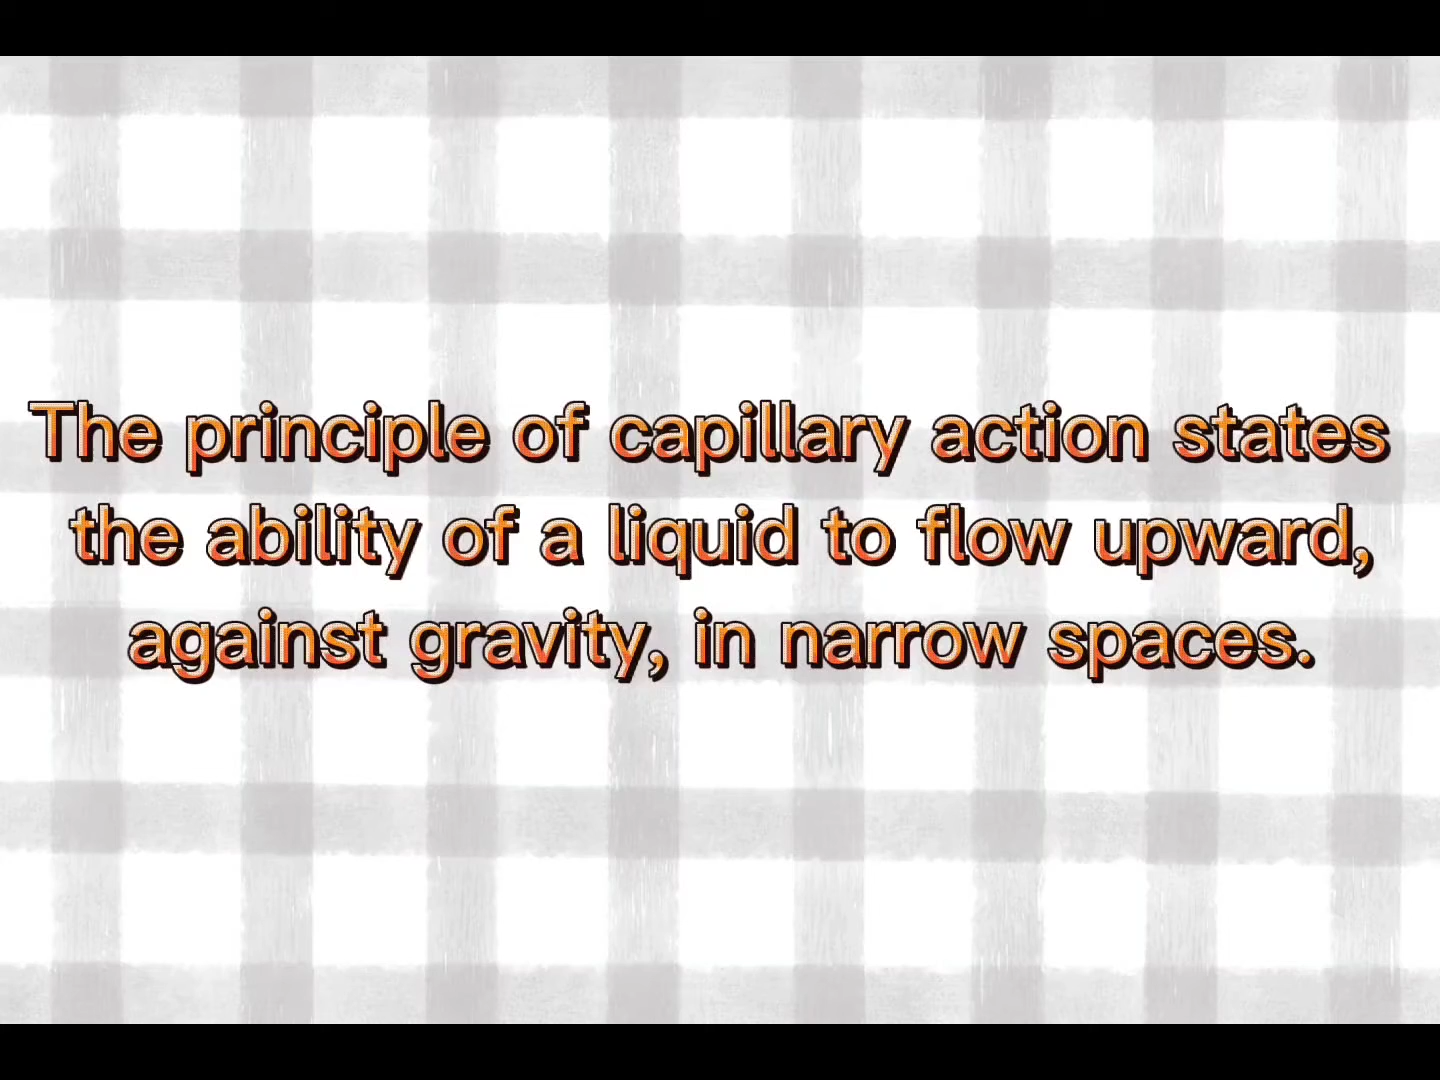 The principle of capillary action states
the ability of a liquid to flow upward,
against gravity, in narrow spaces.